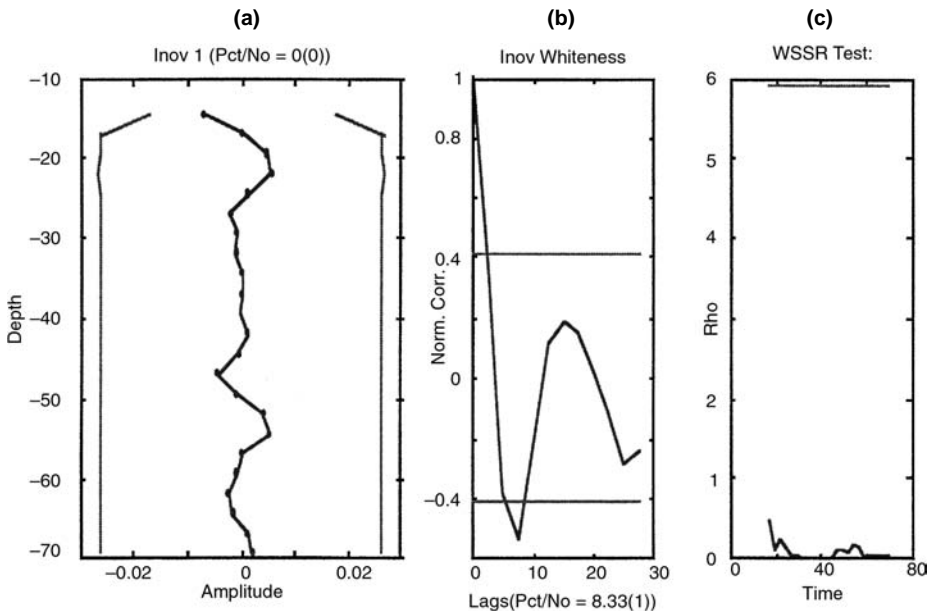 (a)
Inov 1 (Pct/No = 0(0))
−10
−20
−30
−40
−50
−60
−70
Depth
−0.02
0
0.02
Amplitude
(b)
Inov Whiteness
1
0.8
0.4
0
−0.4
Norm. Corr.
0
10
20
30
Lags(Pct/No = 8.33(1))
(c)
WSSR Test:
6
5
4
3
2
1
0
Rho
0
40
60
80
Time